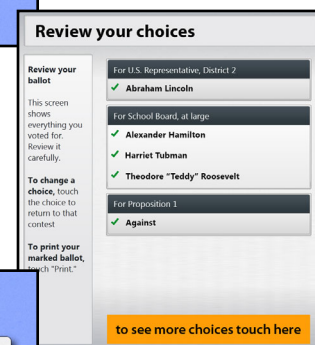 Review your choices
Review your
ballot
This screen
shows
everything you
voted for.
Review it
carefully.
To change a
choice, touch
the choice to
return to that
contest
To print your
marked ballot,
touch "Print."
For U.S. Representative, District 2
Abraham Lincoln
For School Board, at large
Alexander Hamilton
Harriet Tubman
Theodore "Teddy" Roosevelt
For Proposition 1
Against
to see more choices touch here